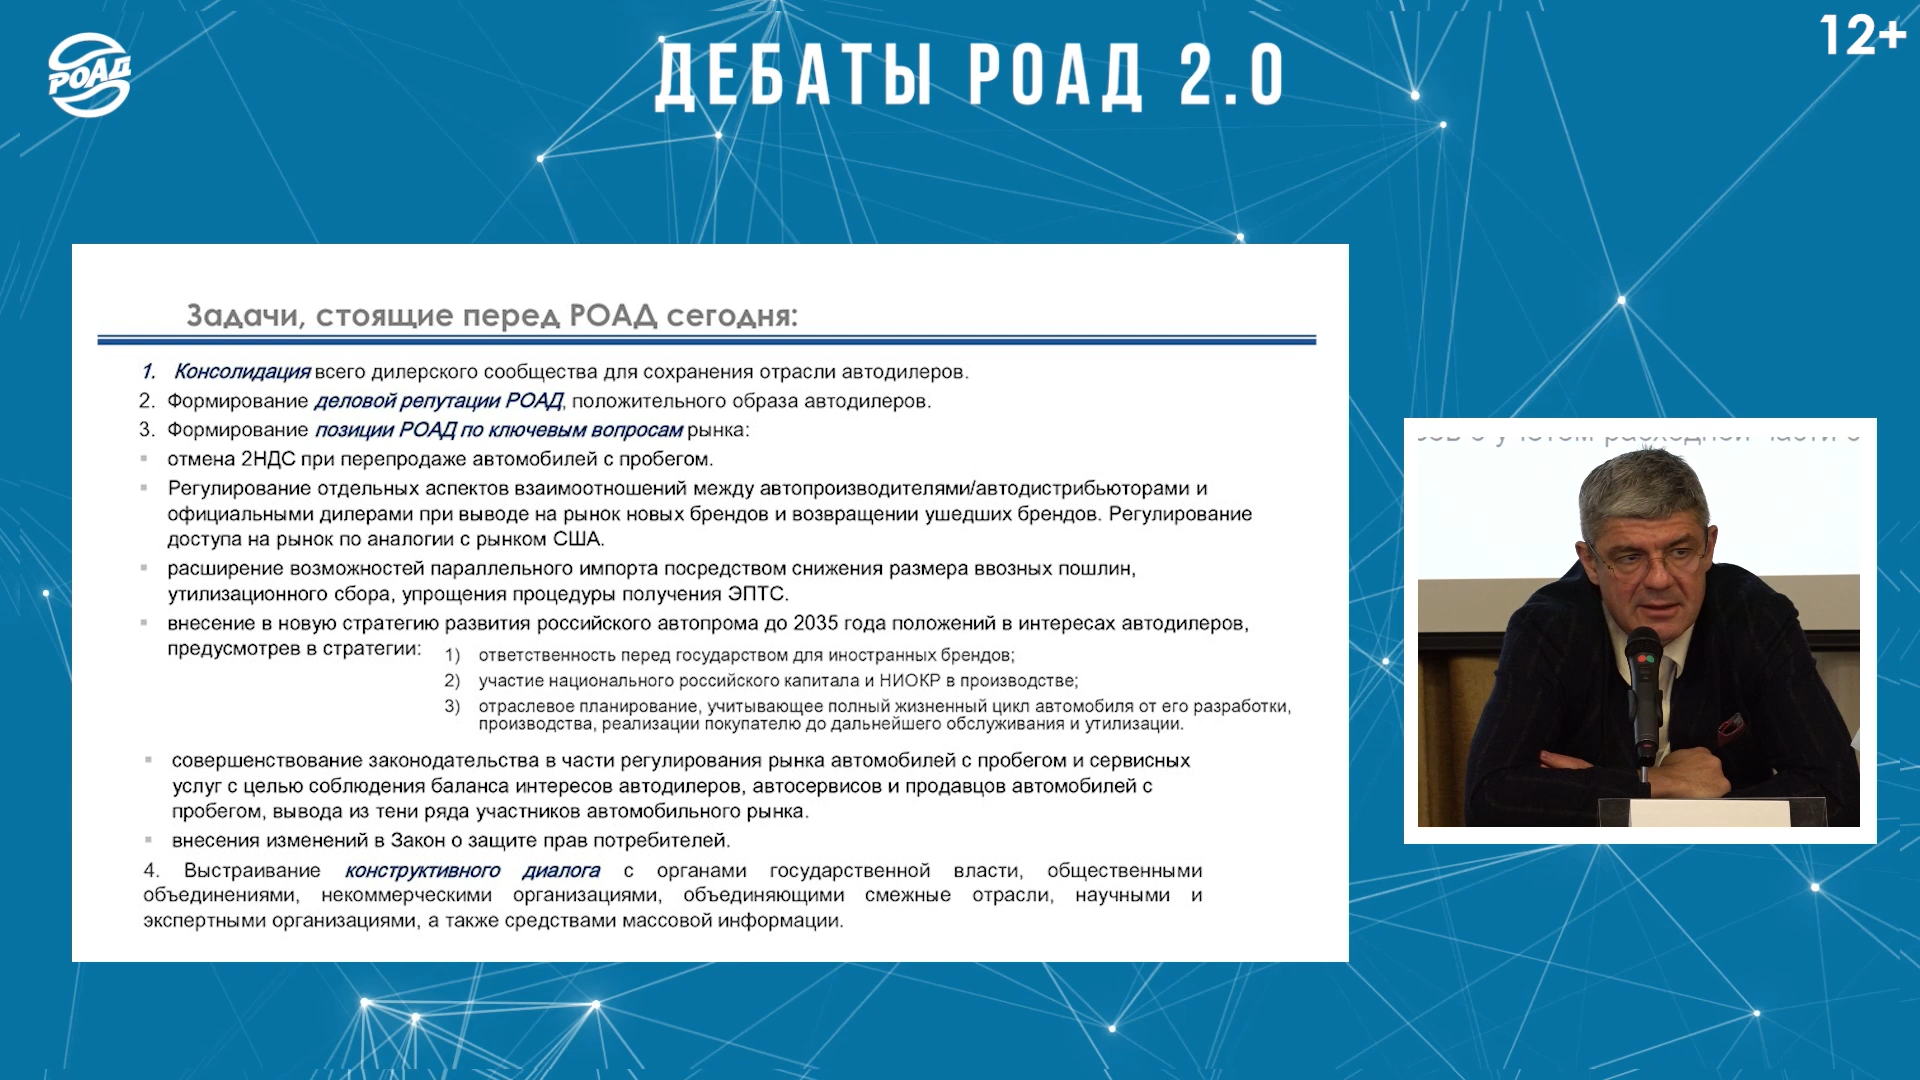 РОАД
ДЕБАТЫ РОАД 2.0
12+
Задачи, стоящие перед РОАД сегодня:
1. Консолидация всего дилерского сообщества для сохранения отрасли автодилеров.
2. Формирование деловой репутации РОАД, положительного образа автодилеров.
3. Формирование позиции РОАД по ключевым вопросам рынка:
▪ отмена 2НДС при перепродаже автомобилей с пробегом.
▪ Регулирование отдельных аспектов взаимоотношений между автопроизводителями/автодистрибьюторами и
официальными дилерами при выводе на рынок новых брендов и возвращении ушедших брендов. Регулирование
доступа на рынок по аналогии с рынком США.
▪ расширение возможностей параллельного импорта посредством снижения размера ввозных пошлин,
утилизационного сбора, упрощения процедуры получения ЭПТС.
▪ внесение в новую стратегию развития российского автопрома до 2035 года положений в интересах автодилеров,
предусмотрев в стратегии:
1) ответственность перед государством для иностранных брендов;
2) участие национального российского капитала и НИОКР в производстве;
3) отраслевое планирование, учитывающее полный жизненный цикл автомобиля от его разработки,
производства, реализации покупателю до дальнейшего обслуживания и утилизации.
▪ совершенствование законодательства в части регулирования рынка автомобилей с пробегом и сервисных
услуг с целью соблюдения баланса интересов автодилеров, автосервисов и продавцов автомобилей с
пробегом, вывода из тени ряда участников автомобильного рынка.
▪ внесения изменений в Закон о защите прав потребителей.
4. Выстраивание конструктивного диалога с органами государственной власти, общественными
объединениями, некоммерческими организациями, объединяющими смежные отрасли, научными и
экспертными организациями, а также средствами массовой информации.
с учетом расходной части